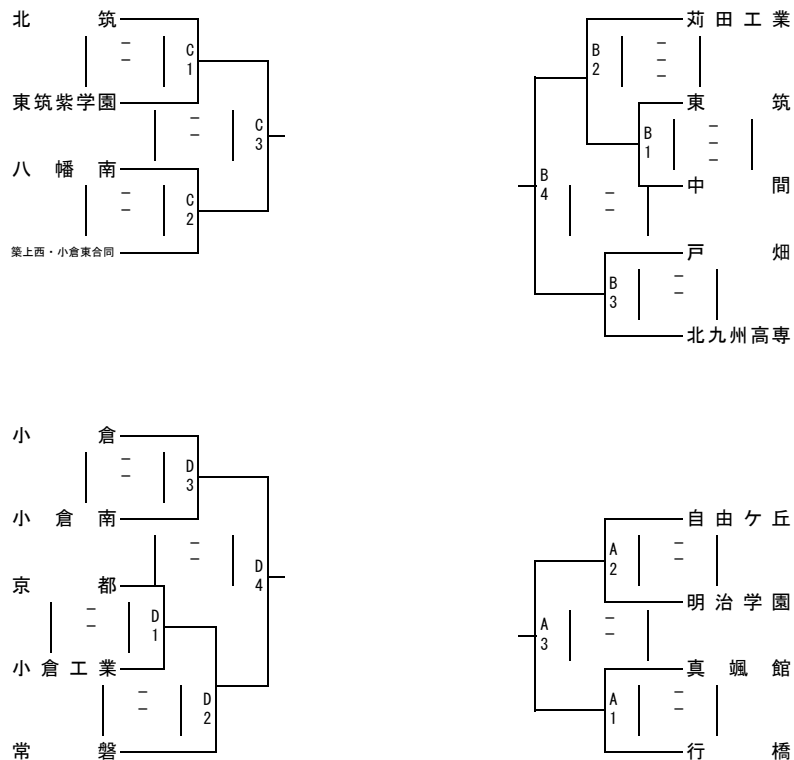 北筑
C1
東筑紫学園
C3
八幡南
C2
築上西・小倉東合同
苅田工業
B2
東筑
B1
中間
B4
戸畑
B3
北九州高専
小倉
D3
小倉南
D4
京都
D1
小倉工業
D2
常磐
自由ケ丘
A2
明治学園
A3
真颯館
A1
行橋